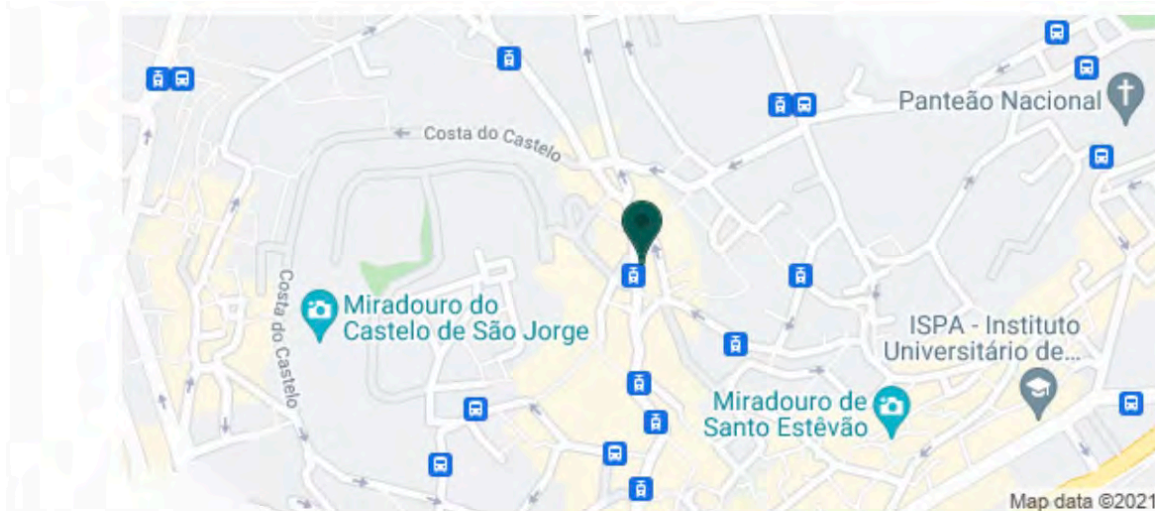 Panteão Nacional
Costa do Castelo
Costa do Castelo
Miradouro do
Castelo de São Jorge
ISPA - Instituto
Universitário de...
Miradouro de
Santo Estêvão
Map data ©2021